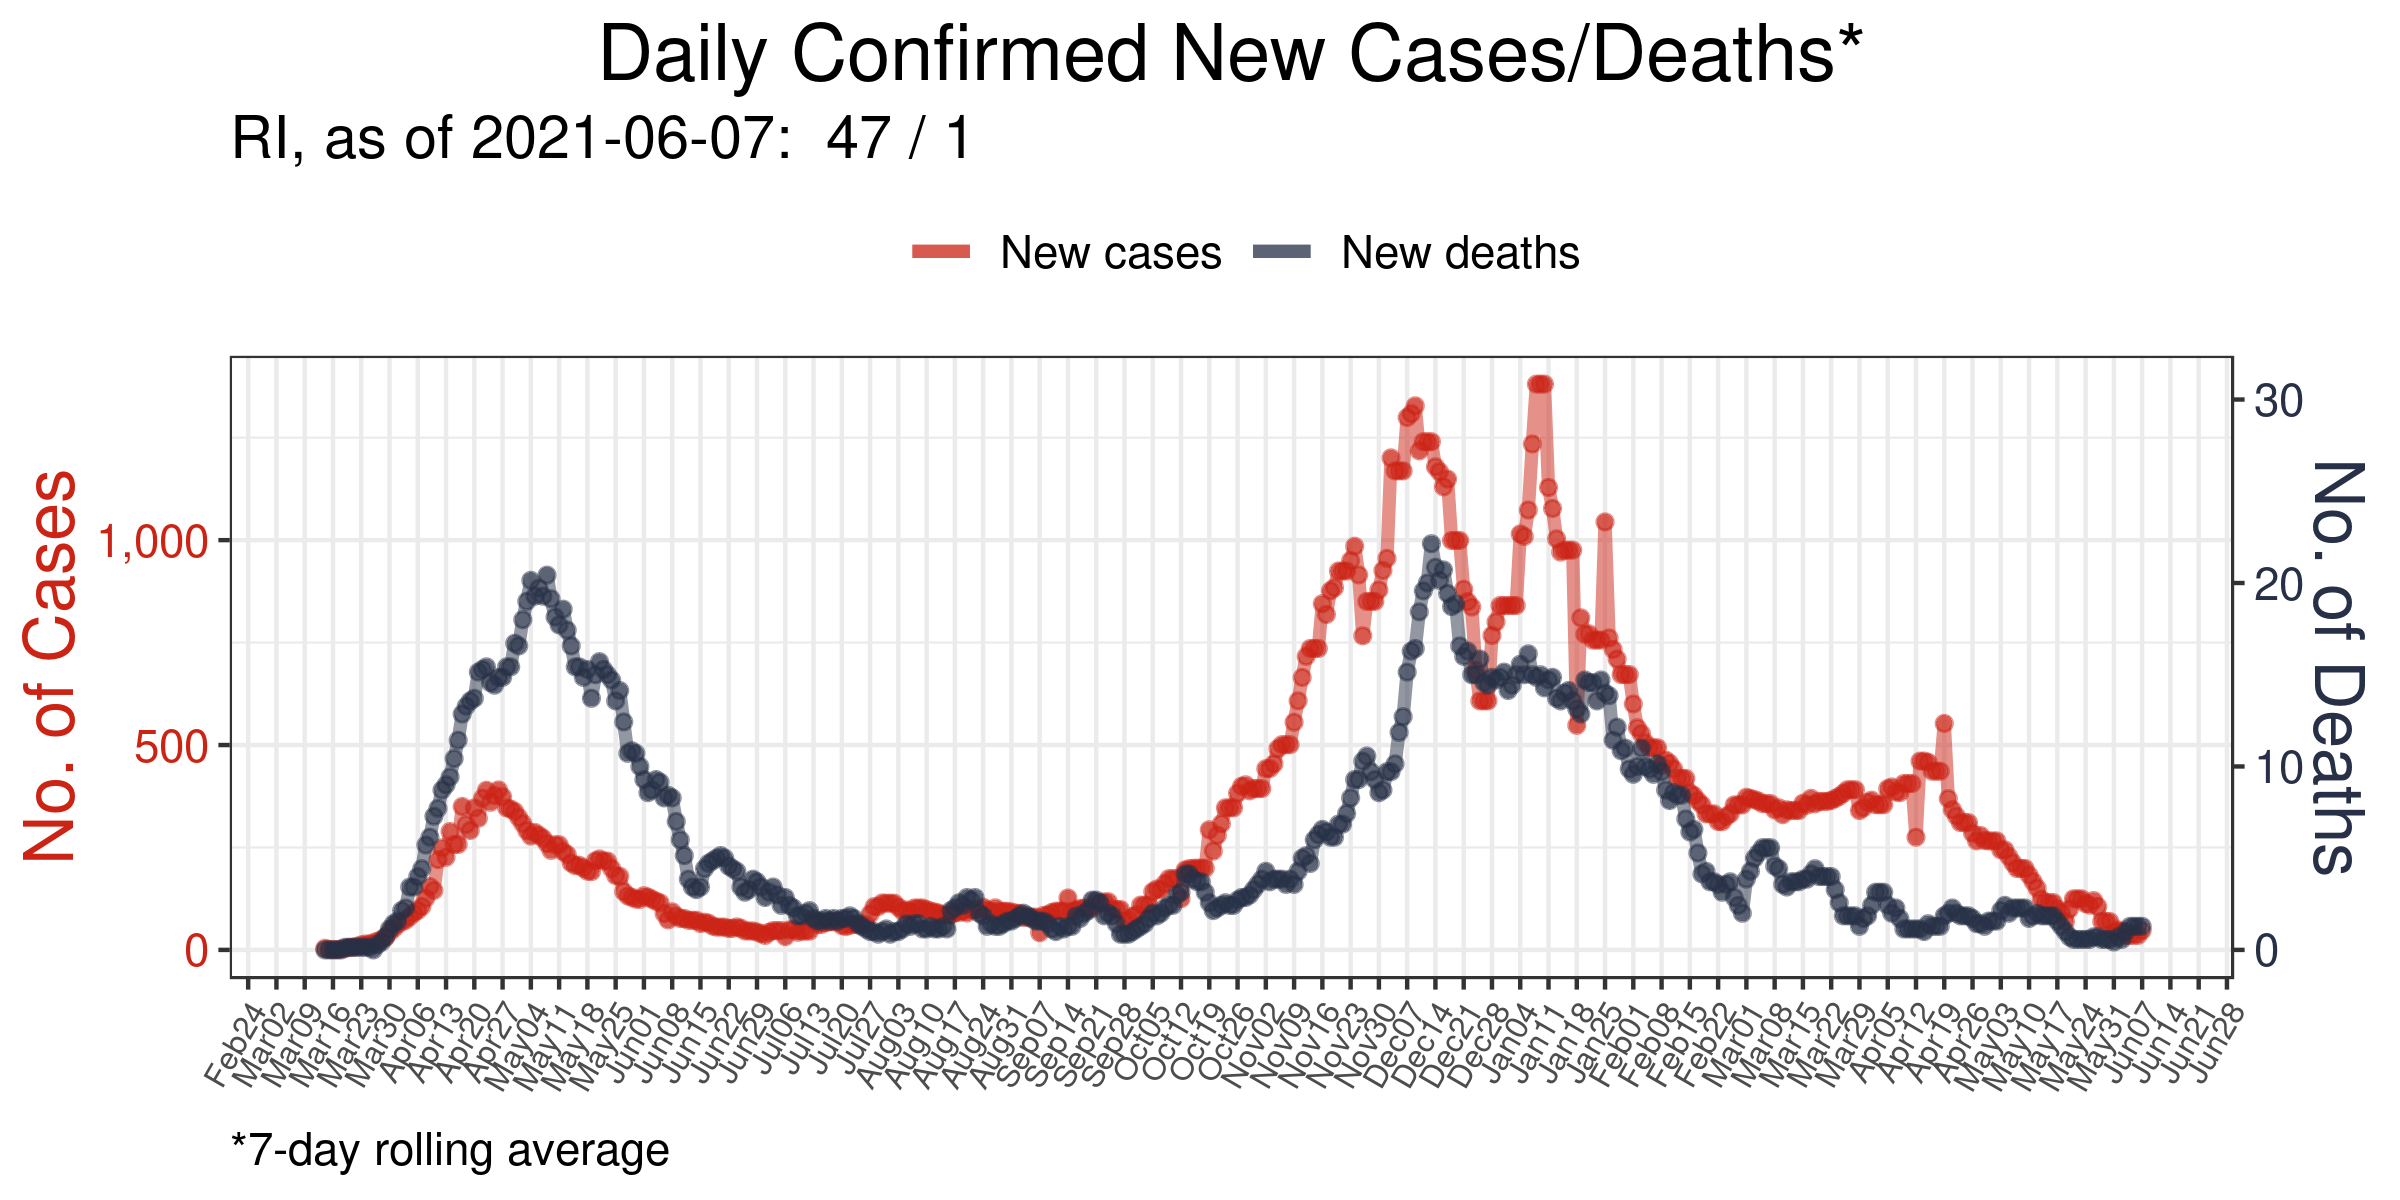 Daily Confirmed New Cases/Deaths*
RI, as of 2021-06-07:  47 / 1
New cases
New deaths
No. of Cases
1,000
500
0
30
20
10
0
No. of Deaths
Feb24
Mar02
Mar09
Mar16
Mar23
Mar30
Apr06
Apr13
Apr20
Apr27
May04
May11
May18
May25
Jun01
Jun08
Jun15
Jun22
Jun29
Jul06
Jul13
Jul20
Jul27
Aug03
Aug10
Aug17
Aug24
Aug31
Sep07
Sep14
Sep21
Sep28
Oct05
Oct12
Oct19
Oct26
Nov02
Nov09
Nov16
Nov23
Nov30
Dec07
Dec14
Dec21
Dec28
Jan04
Jan11
Jan18
Jan25
Feb01
Feb08
Feb15
Feb22
Mar01
Mar08
Mar15
Mar22
Mar29
Apr05
Apr12
Apr19
Apr26
May03
May10
May17
May24
May31
Jun07
Jun14
Jun21
Jun28
*7-day rolling average